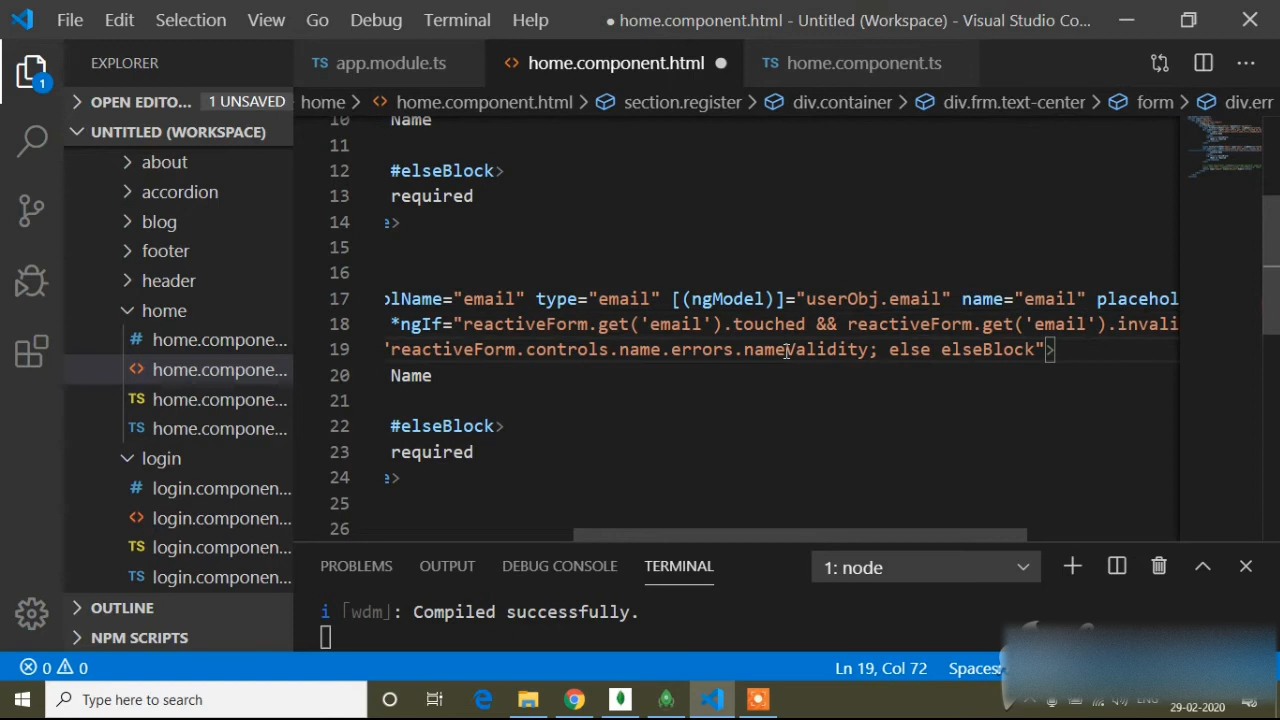 File Edit Selection View Go Debug Terminal Help ● home.component.html - Untitled (Workspace) - Visual Studio Co...
EXPLORER
app.module.ts home.component.html TS home.component.ts
OPEN EDITO... 1 UNSAVED
home > home.component.html > section.register > div.container > div.frm.text-center > form > div.err
UNTITLED (WORKSPACE)
about
accordion
blog
footer
header
home
# home.compone...
home.compone...
TS home.compone...
TS home.compone...
login
# login.componen...
login.componen...
TS login.componen...
TS login.componen...
OUTLINE
NPM SCRIPTS
10 Name
11
12 #elseBlock>
13 required
14 e>
15
16
17 olName="email" type="email" [(ngModel)]="userObj.email" name="email" placehol
18 *ngIf="reactiveForm.get('email').touched && reactiveForm.get('email').invali
19 "reactiveForm.controls.name.errors.nameValidity; else elseBlock">
20 Name
21
22 #elseBlock>
23 required
24 e>
25
26
PROBLEMS OUTPUT DEBUG CONSOLE TERMINAL 1: node
i ｢wdm｣: Compiled successfully.
0 0 Ln 19, Col 72 Spaces
Type here to search
ENG
29-02-2020
1